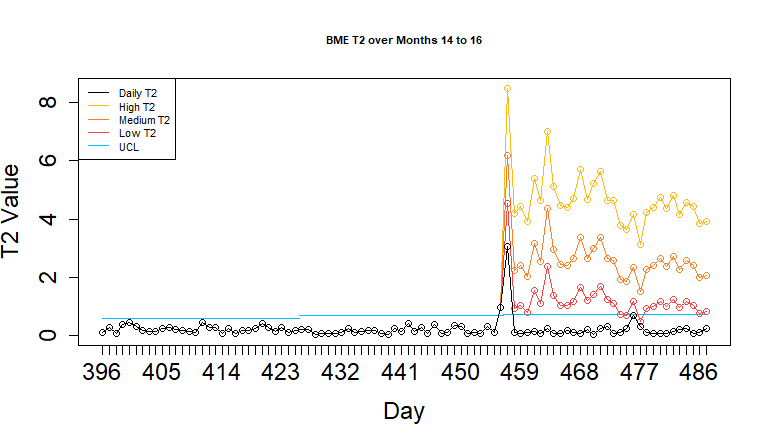 BME T2 over Months 14 to 16
Daily T2
High T2
Medium T2
Low T2
UCL
8
6
4
2
0
T2 Value
396 405 414 423 432 441 450 459 468 477 486
Day